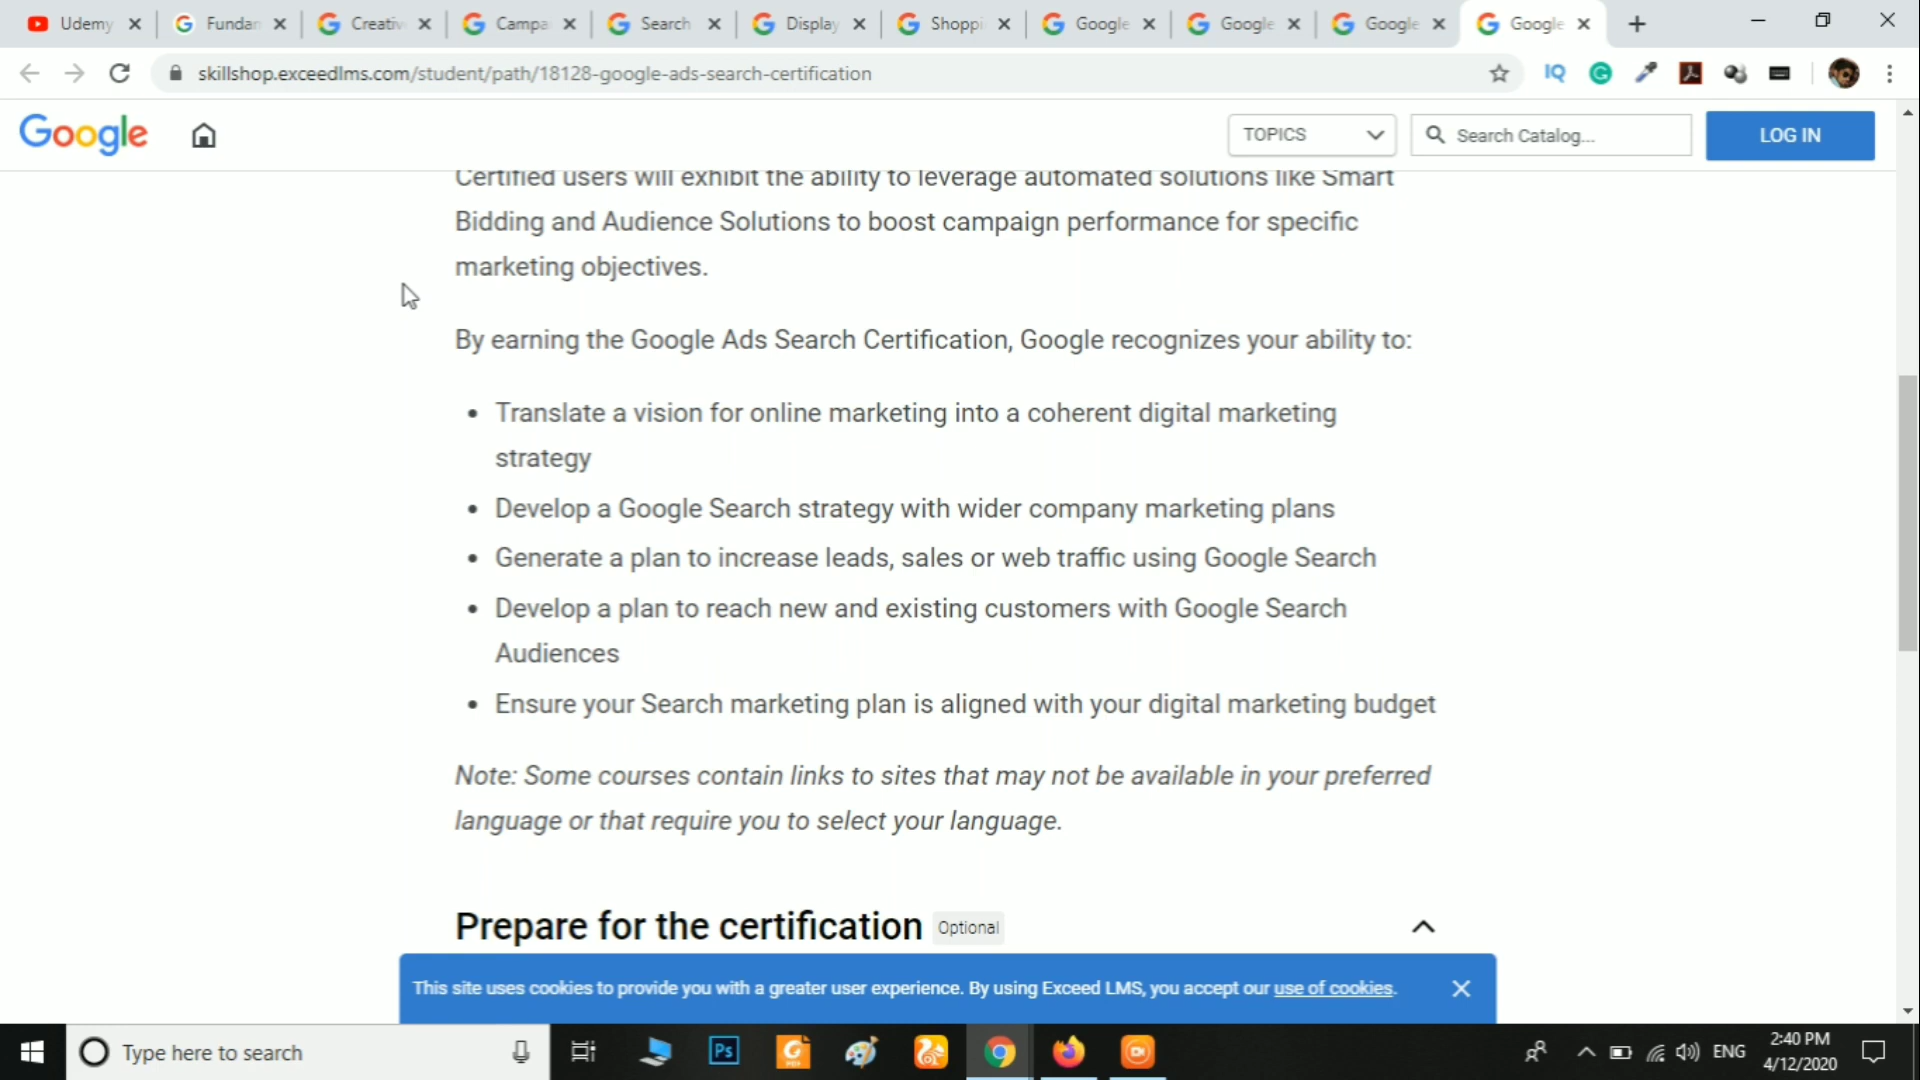 Udemy
Fundar
Creativ
Campa
Search
Display
Shoppi
Google
Google
Google
Google
skillshop.exceedlms.com/student/path/18128-google-ads-search-certification
IQ
Google
TOPICS
Search Catalog...
LOG IN
Certified users will exhibit the ability to leverage automated solutions like Smart
Bidding and Audience Solutions to boost campaign performance for specific
marketing objectives.
By earning the Google Ads Search Certification, Google recognizes your ability to:
• Translate a vision for online marketing into a coherent digital marketing
strategy
• Develop a Google Search strategy with wider company marketing plans
• Generate a plan to increase leads, sales or web traffic using Google Search
• Develop a plan to reach new and existing customers with Google Search
Audiences
• Ensure your Search marketing plan is aligned with your digital marketing budget
Note: Some courses contain links to sites that may not be available in your preferred
language or that require you to select your language.
Prepare for the certification Optional
This site uses cookies to provide you with a greater user experience. By using Exceed LMS, you accept our use of cookies.
Type here to search
Ps
ENG
2:40 PM
4/12/2020